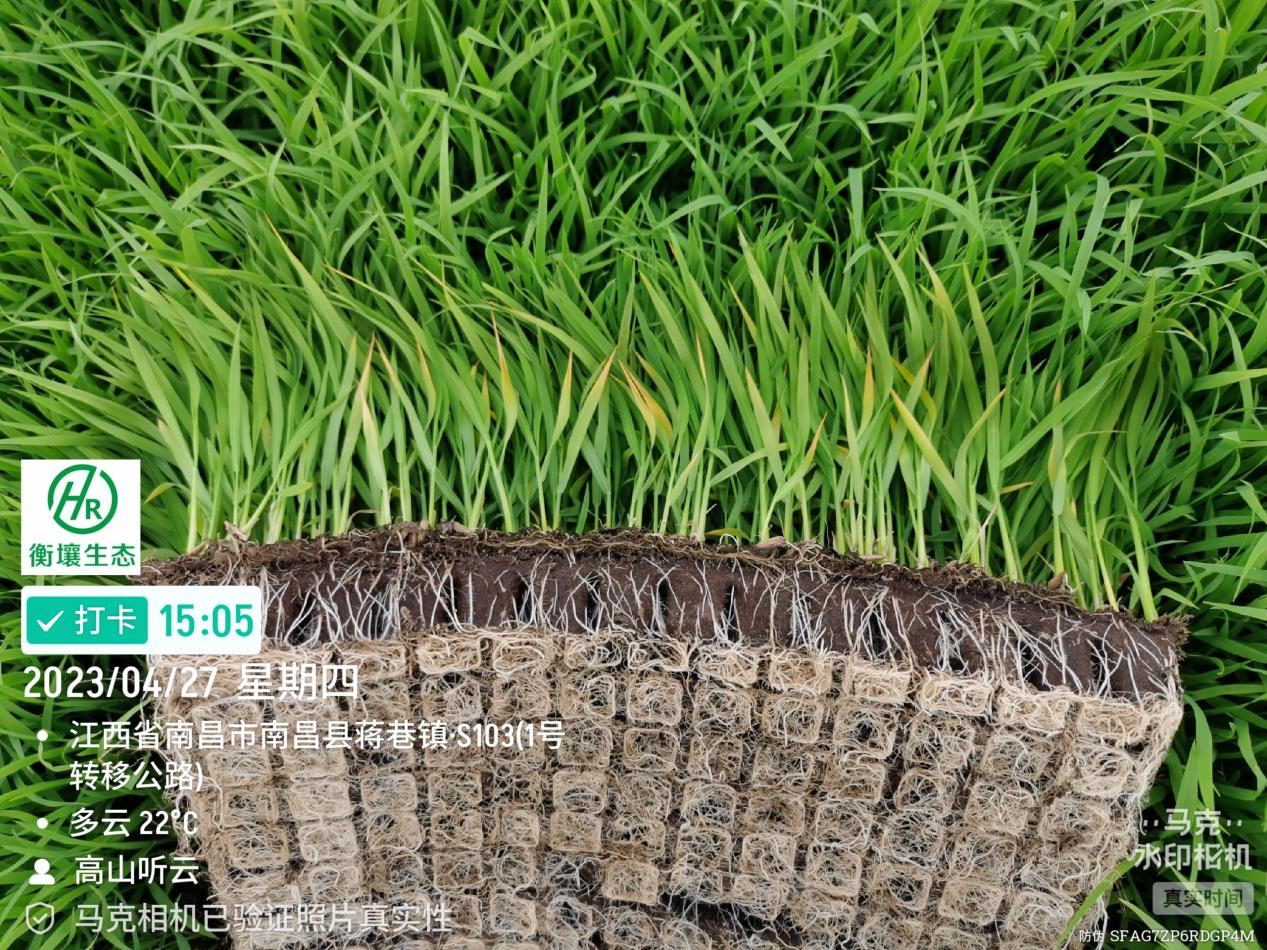 HR
衡壤生态
打卡 15:05
2023/04/27 星期四
江西省南昌市南昌县蒋巷镇·S103(1号
转移公路)
多云 22℃
高山听云
马克相机已验证照片真实性
马克
水印相机
真实时间
防伪 SFAG7ZP6RDGP4M